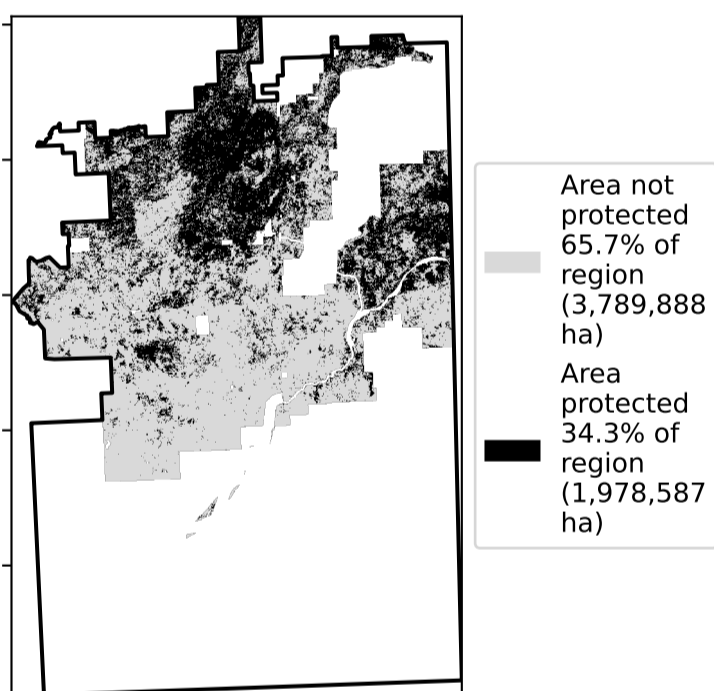 Area not
protected
65.7% of
region
(3,789,888
ha)
Area
protected
34.3% of
region
(1,978,587
ha)